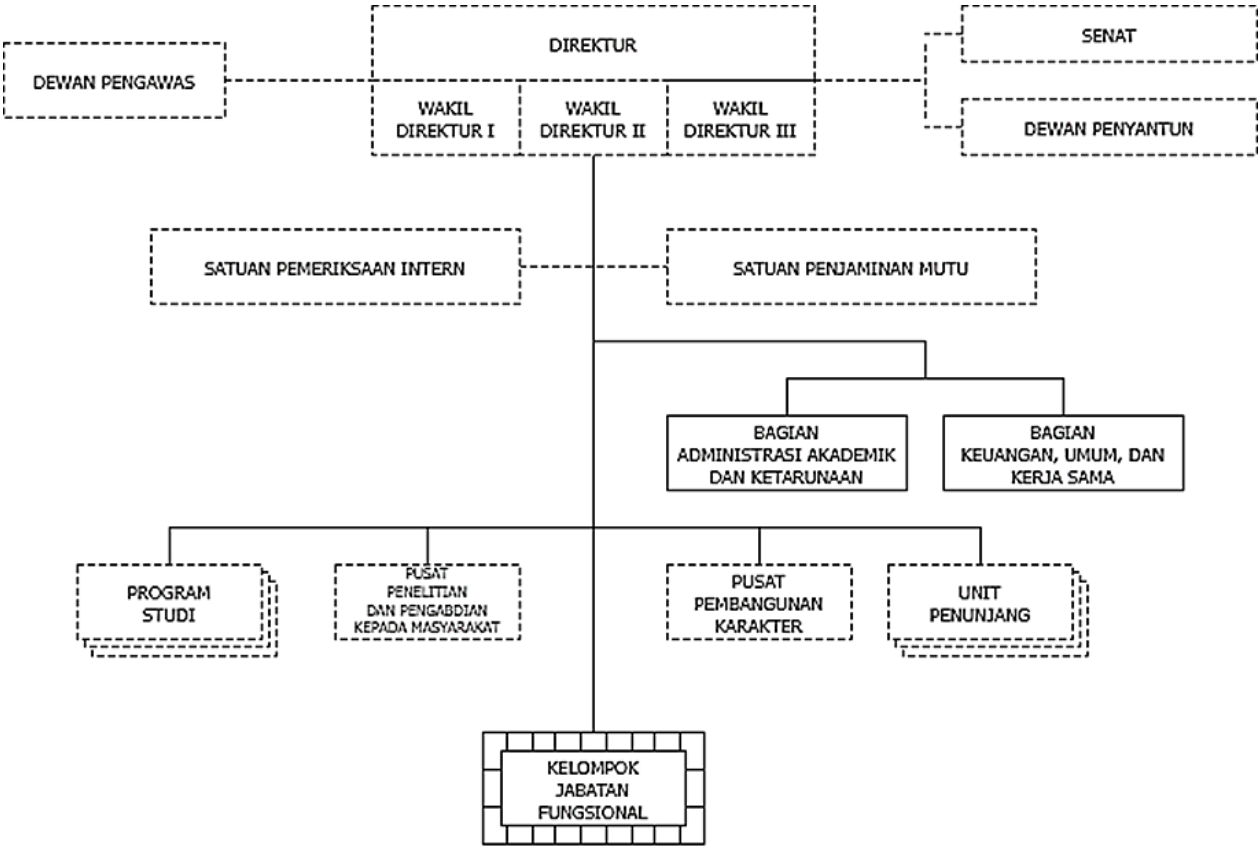 DIREKTUR
SENAT
DEWAN PENGAWAS
WAKIL
DIREKTUR I
WAKIL
DIREKTUR II
WAKIL
DIREKTUR III
DEWAN PENYANTUN
SATUAN PEMERIKSAAN INTERN
SATUAN PENJAMINAN MUTU
BAGIAN
ADMINISTRASI AKADEMIK
DAN KETARUNAAN
BAGIAN
KEUANGAN, UMUM, DAN
KERJA SAMA
PROGRAM
STUDI
PUSAT
PENELITIAN
DAN PENGABDIAN
KEPADA MASYARAKAT
PUSAT
PEMBANGUNAN
KARAKTER
UNIT
PENUNJANG
KELOMPOK
JABATAN
FUNGSIONAL